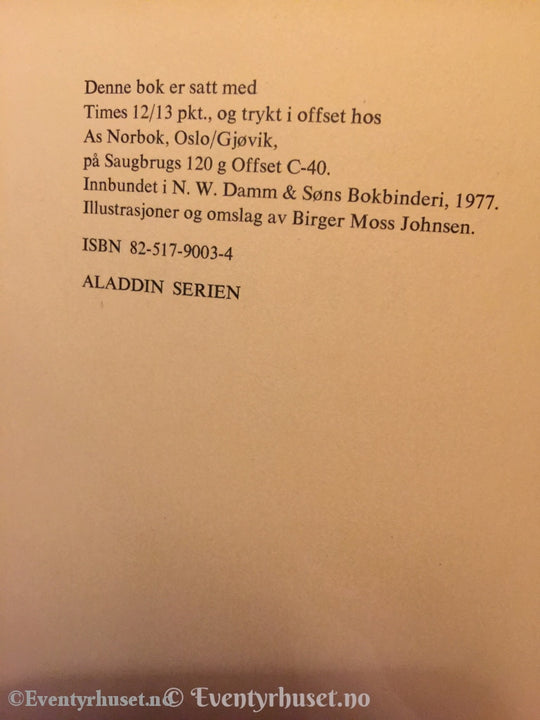 Denne bok er satt med
Times 12/13 pkt., og trykt i offset hos
As Norbok, Oslo/Gjøvik,
på Saugbrugs 120 g Offset C-40.
Innbundet i N. W. Damm & Søns Bokbinderi, 1977.
Illustrasjoner og omslag av Birger Moss Johnsen.
ISBN 82-517-9003-4
ALADDIN SERIEN
©Eventyrhuset.no © Eventyrhuset.no